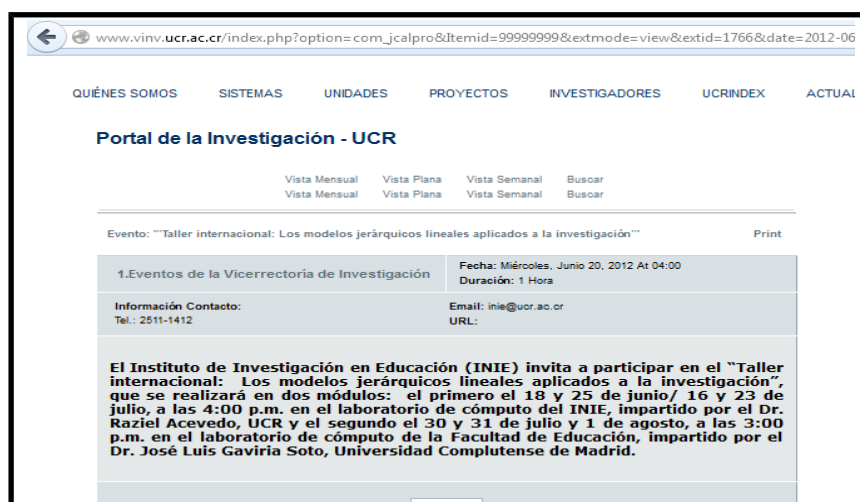 www.vinv.ucr.ac.cr/index.php?option=com_jcalpro&Itemid=99999999&extmode=view&extid=1766&date=2012-06
QUIÉNES SOMOS SISTEMAS UNIDADES PROYECTOS INVESTIGADORES UCRINDEX ACTUAL
Portal de la Investigación - UCR
Vista Mensual Vista Plana Vista Semanal Buscar
Vista Mensual Vista Plana Vista Semanal Buscar
Evento: ""Taller internacional: Los modelos jerárquicos lineales aplicados a la investigación"" Print
1.Eventos de la Vicerrectoría de Investigación
Fecha: Miércoles, Junio 20, 2012 At 04:00
Duración: 1 Hora
Información Contacto:
Tel.: 2511-1412
Email: inie@ucr.ac.cr
URL:
El Instituto de Investigación en Educación (INIE) invita a participar en el "Taller
internacional: Los modelos jerárquicos lineales aplicados a la investigación",
que se realizará en dos módulos: el primero el 18 y 25 de junio/ 16 y 23 de
julio, a las 4:00 p.m. en el laboratorio de cómputo del INIE, impartido por el Dr.
Raziel Acevedo, UCR y el segundo el 30 y 31 de julio y 1 de agosto, a las 3:00
p.m. en el laboratorio de cómputo de la Facultad de Educación, impartido por el
Dr. José Luis Gaviria Soto, Universidad Complutense de Madrid.